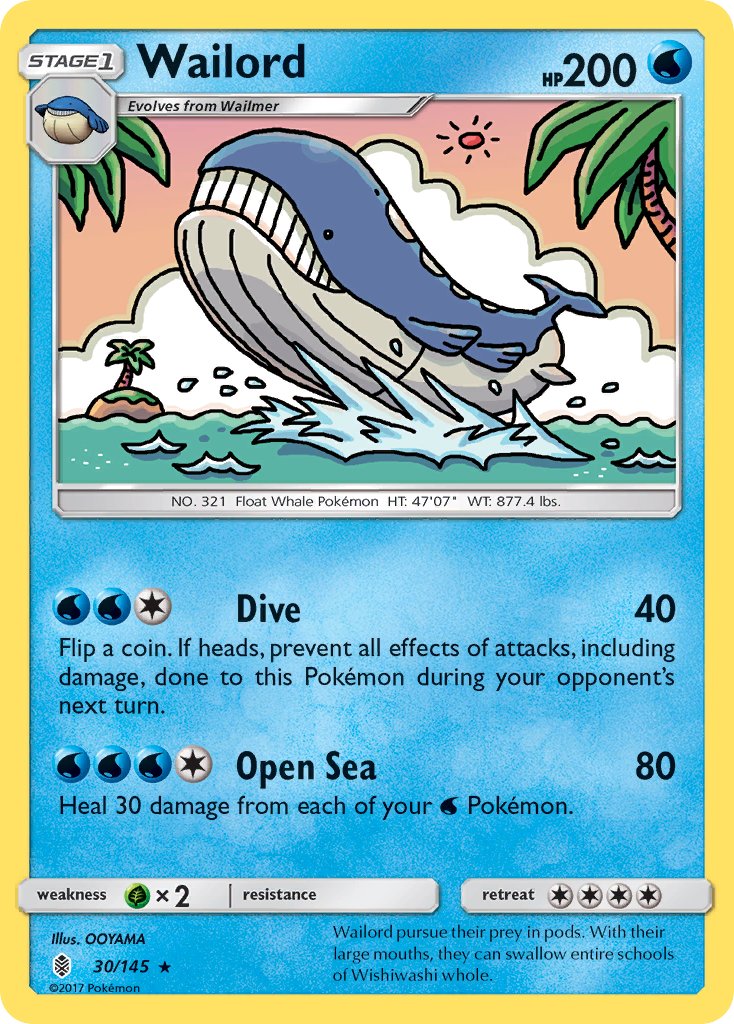 STAGE1
Wailord
HP200
Evolves from Wailmer
NO. 321 Float Whale Pokémon HT: 47'07" WT: 877.4 lbs.
Dive 40
Flip a coin. If heads, prevent all effects of attacks, including
damage, done to this Pokémon during your opponent's
next turn.
Open Sea 80
Heal 30 damage from each of your Pokémon.
weakness ×2 resistance retreat
Illus. OOYAMA
30/145 ★
©2017 Pokémon
Wailord pursue their prey in pods. With their
large mouths, they can swallow entire schools
of Wishiwashi whole.